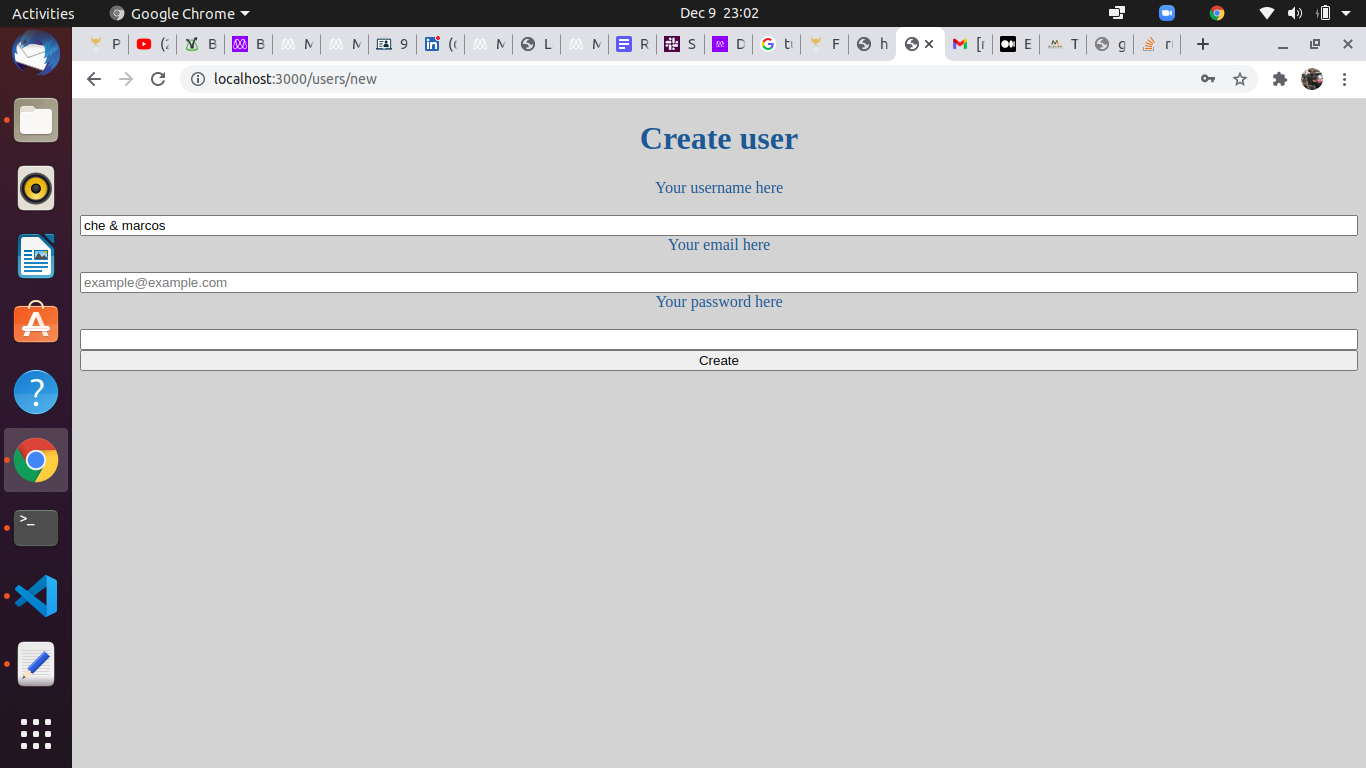 Activities Google Chrome Dec 9 23:02
P (2 B B M M 9 (( M L M R S D tu F h [r E T g r
localhost:3000/users/new
Create user
Your username here
che & marcos
Your email here
example@example.com
Your password here
Create